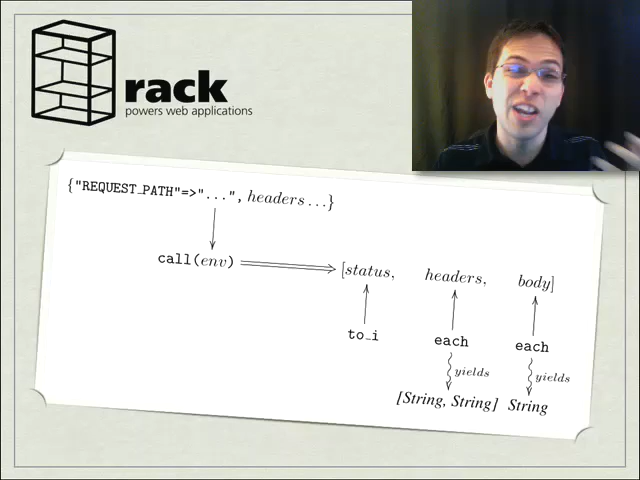 rack
powers web applications
{"REQUEST_PATH"=>"...", headers ...}
call(env) [status, headers, body]
to_i each each
yields yields
[String, String] String